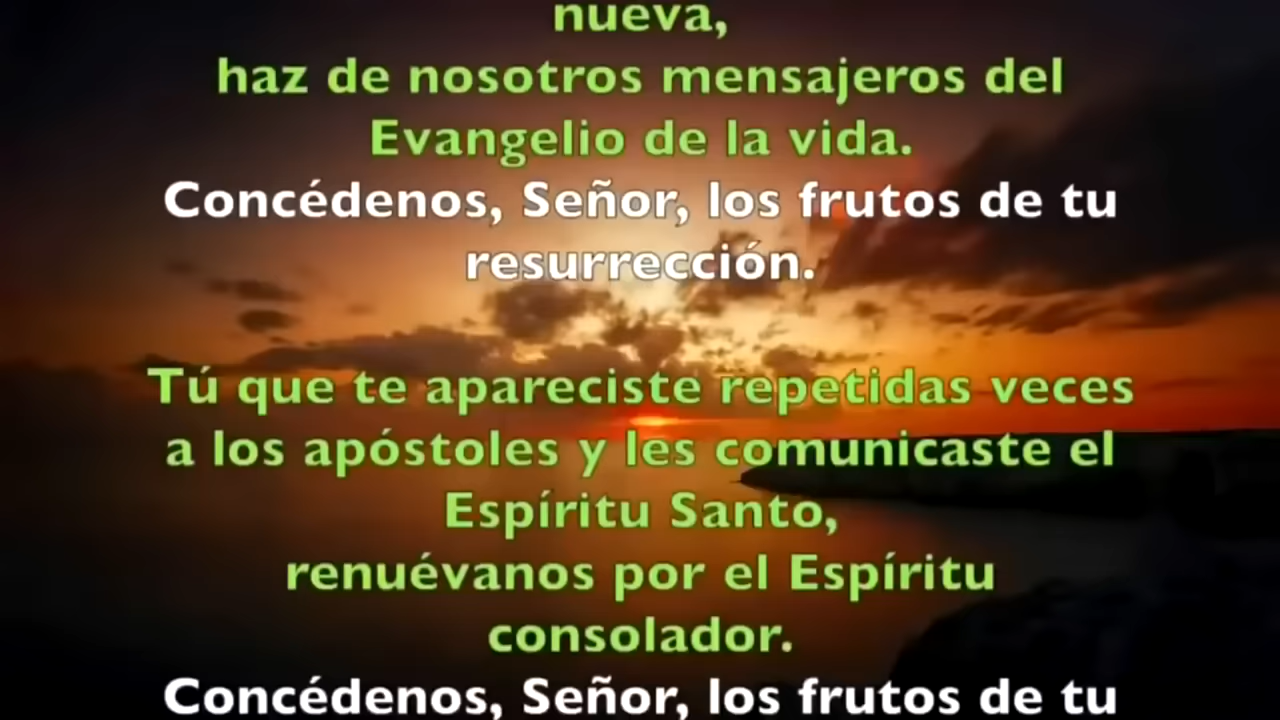 nueva,
haz de nosotros mensajeros del
Evangelio de la vida.
Concédenos, Señor, los frutos de tu
resurrección.
Tú que te apareciste repetidas veces
a los apóstoles y les comunicaste el
Espíritu Santo,
renuévanos por el Espíritu
consolador.
Concédenos, Señor, los frutos de tu